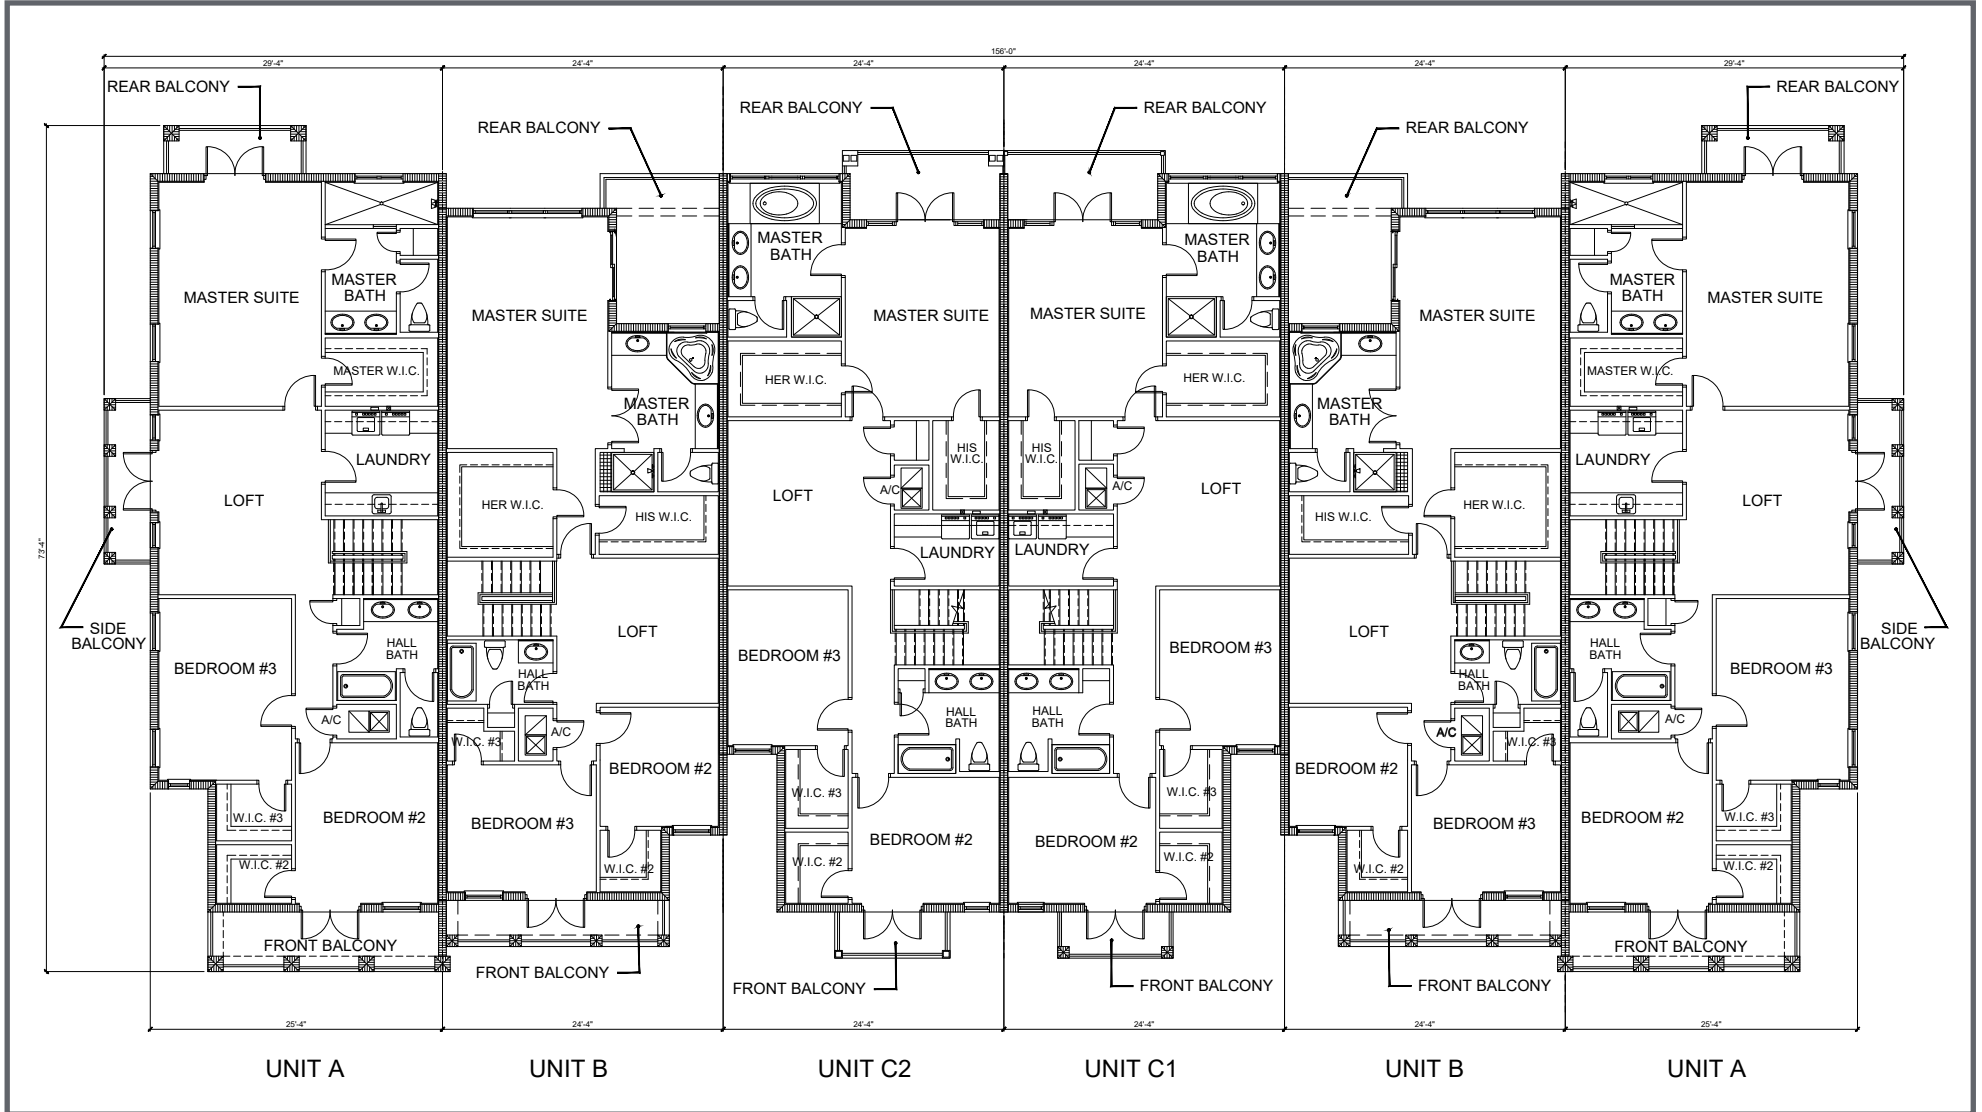 156'-0"
29'-4"
24'-4"
24'-4"
24'-4"
24'-4"
29'-4"
REAR BALCONY
REAR BALCONY
REAR BALCONY
REAR BALCONY
REAR BALCONY
REAR BALCONY
73'-4"
MASTER SUITE
MASTER
BATH
MASTER W.I.C.
LAUNDRY
LOFT
SIDE
BALCONY
HALL
BATH
BEDROOM #3
A/C
W.I.C. #3
BEDROOM #2
W.I.C. #2
FRONT BALCONY
MASTER SUITE
MASTER
BATH
HER W.I.C.
HIS W.I.C.
LOFT
HALL
BATH
A/C
W.I.C. #3
BEDROOM #2
BEDROOM #3
W.I.C. #2
FRONT BALCONY
MASTER
BATH
MASTER SUITE
HER W.I.C.
HIS
W.I.C.
LOFT
A/C
LAUNDRY
BEDROOM #3
HALL
BATH
W.I.C. #3
BEDROOM #2
W.I.C. #2
FRONT BALCONY
MASTER
BATH
MASTER SUITE
HER W.I.C.
HIS
W.I.C.
A/C
LOFT
LAUNDRY
BEDROOM #3
HALL
BATH
W.I.C. #3
BEDROOM #2
W.I.C. #2
FRONT BALCONY
MASTER SUITE
MASTER
BATH
HER W.I.C.
HIS W.I.C.
LOFT
HALL
BATH
A/C
W.I.C. #3
BEDROOM #2
BEDROOM #3
W.I.C. #2
FRONT BALCONY
MASTER
BATH
MASTER SUITE
MASTER W.I.C.
LAUNDRY
LOFT
SIDE
BALCONY
HALL
BATH
BEDROOM #3
A/C
BEDROOM #2
W.I.C. #3
W.I.C. #2
FRONT BALCONY
25'-4"
24'-4"
24'-4"
24'-4"
24'-4"
25'-4"
UNIT A
UNIT B
UNIT C2
UNIT C1
UNIT B
UNIT A